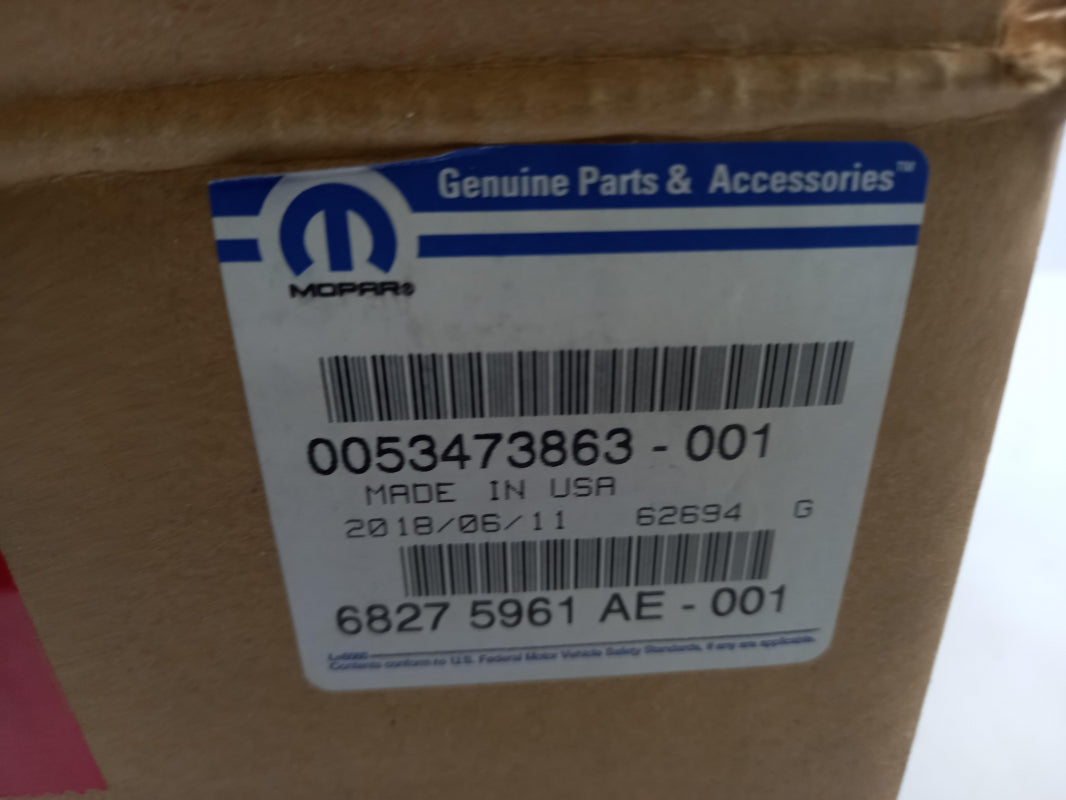 Genuine Parts & Accessories™
MOPAR®
0053473863 - 001
MADE IN USA
2018/06/11 62694 G
6827 5961 AE - 001
Contents conform to U.S. Federal Motor Vehicle Safety Standards, if any are applicable.